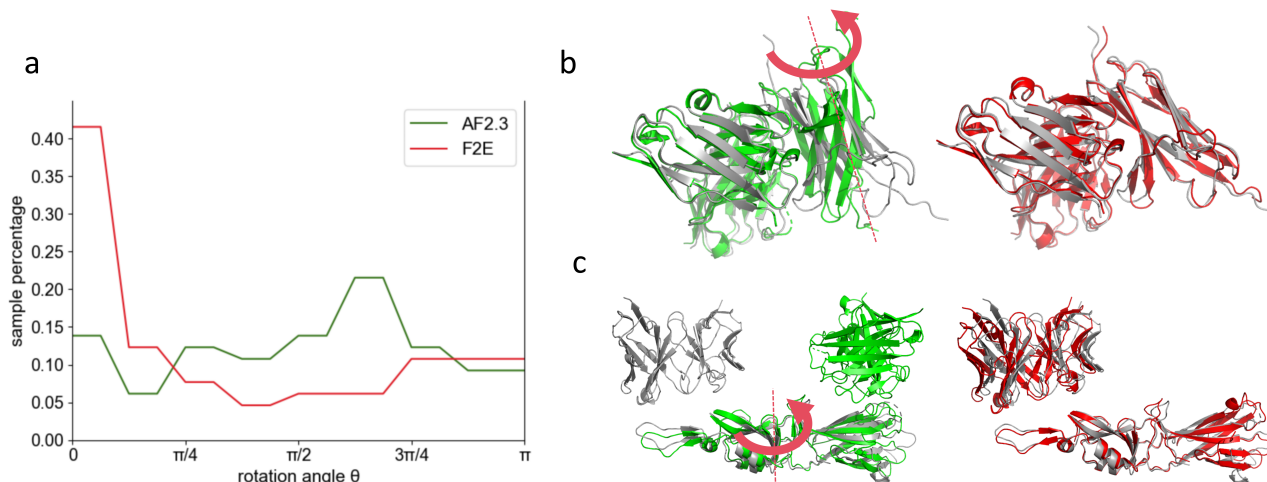 a
b
c
AF2.3
F2E
sample percentage
0.40
0.35
0.30
0.25
0.20
0.15
0.10
0.05
0.00
0 π/4 π/2 3π/4 π
rotation angle θ